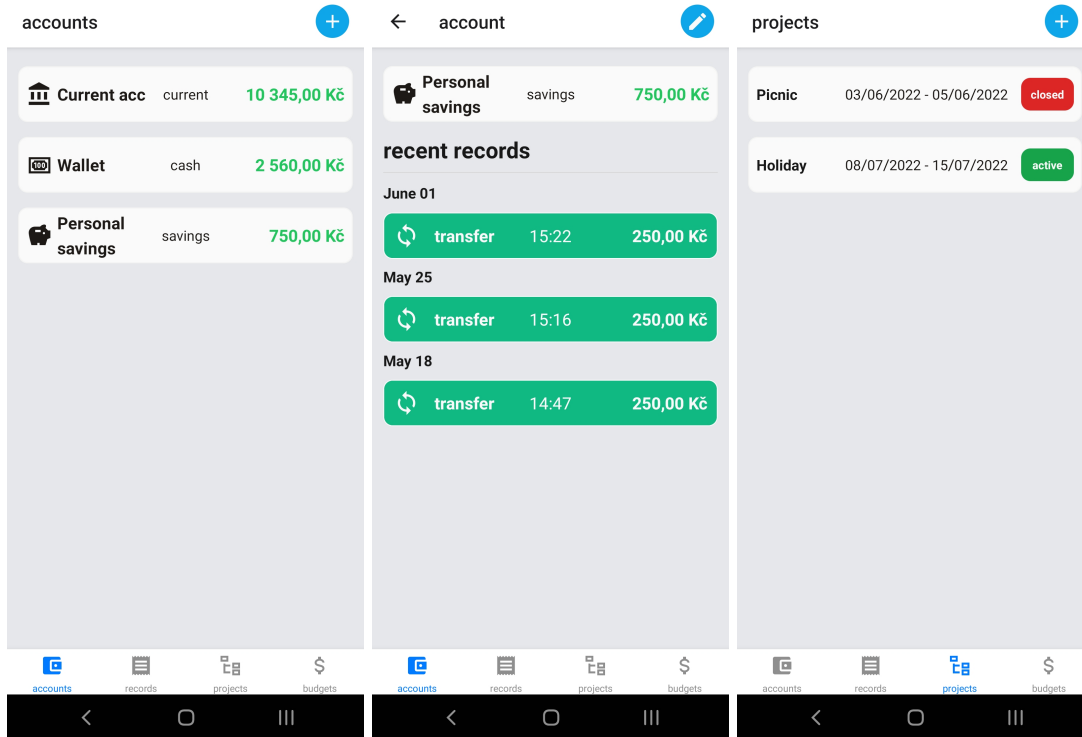 accounts
Current acc current 10 345,00 Kč
100 Wallet cash 2 560,00 Kč
Personal savings savings 750,00 Kč
accounts records projects budgets
account
Personal savings savings 750,00 Kč
recent records
June 01
transfer 15:22 250,00 Kč
May 25
transfer 15:16 250,00 Kč
May 18
transfer 14:47 250,00 Kč
accounts records projects $ budgets
projects
Picnic 03/06/2022 - 05/06/2022 closed
Holiday 08/07/2022 - 15/07/2022 active
accounts records projects $ budgets